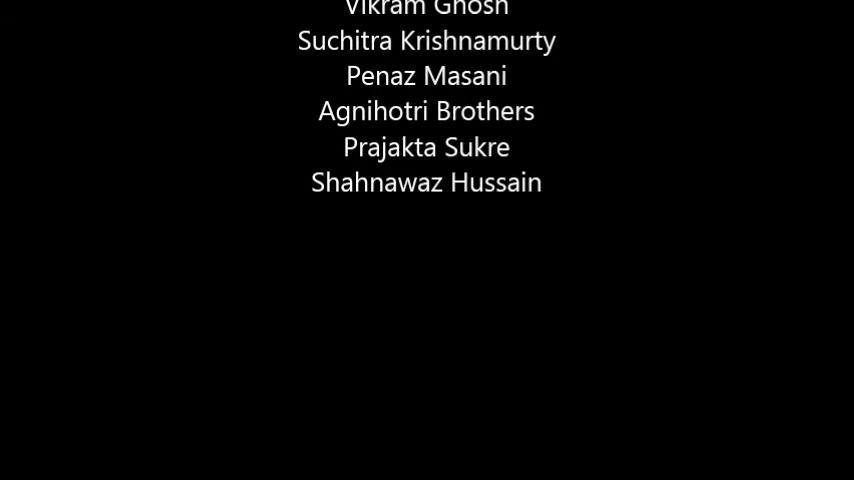 Vikram Ghosh
Suchitra Krishnamurty
Penaz Masani
Agnihotri Brothers
Prajakta Sukre
Shahnawaz Hussain